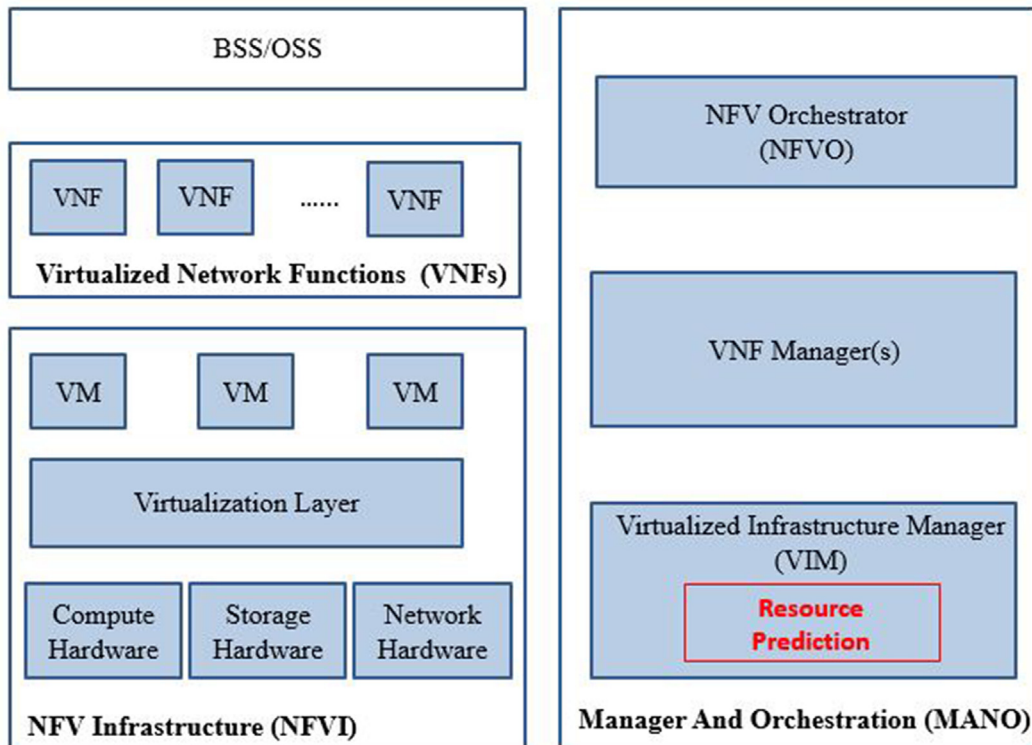 BSS/OSS
VNF
VNF
......
VNF
Virtualized Network Functions (VNFs)
VM
VM
VM
Virtualization Layer
Compute
Hardware
Storage
Hardware
Network
Hardware
NFV Infrastructure (NFVI)
NFV Orchestrator
(NFVO)
VNF Manager(s)
Virtualized Infrastructure Manager
(VIM)
Resource
Prediction
Manager And Orchestration (MANO)